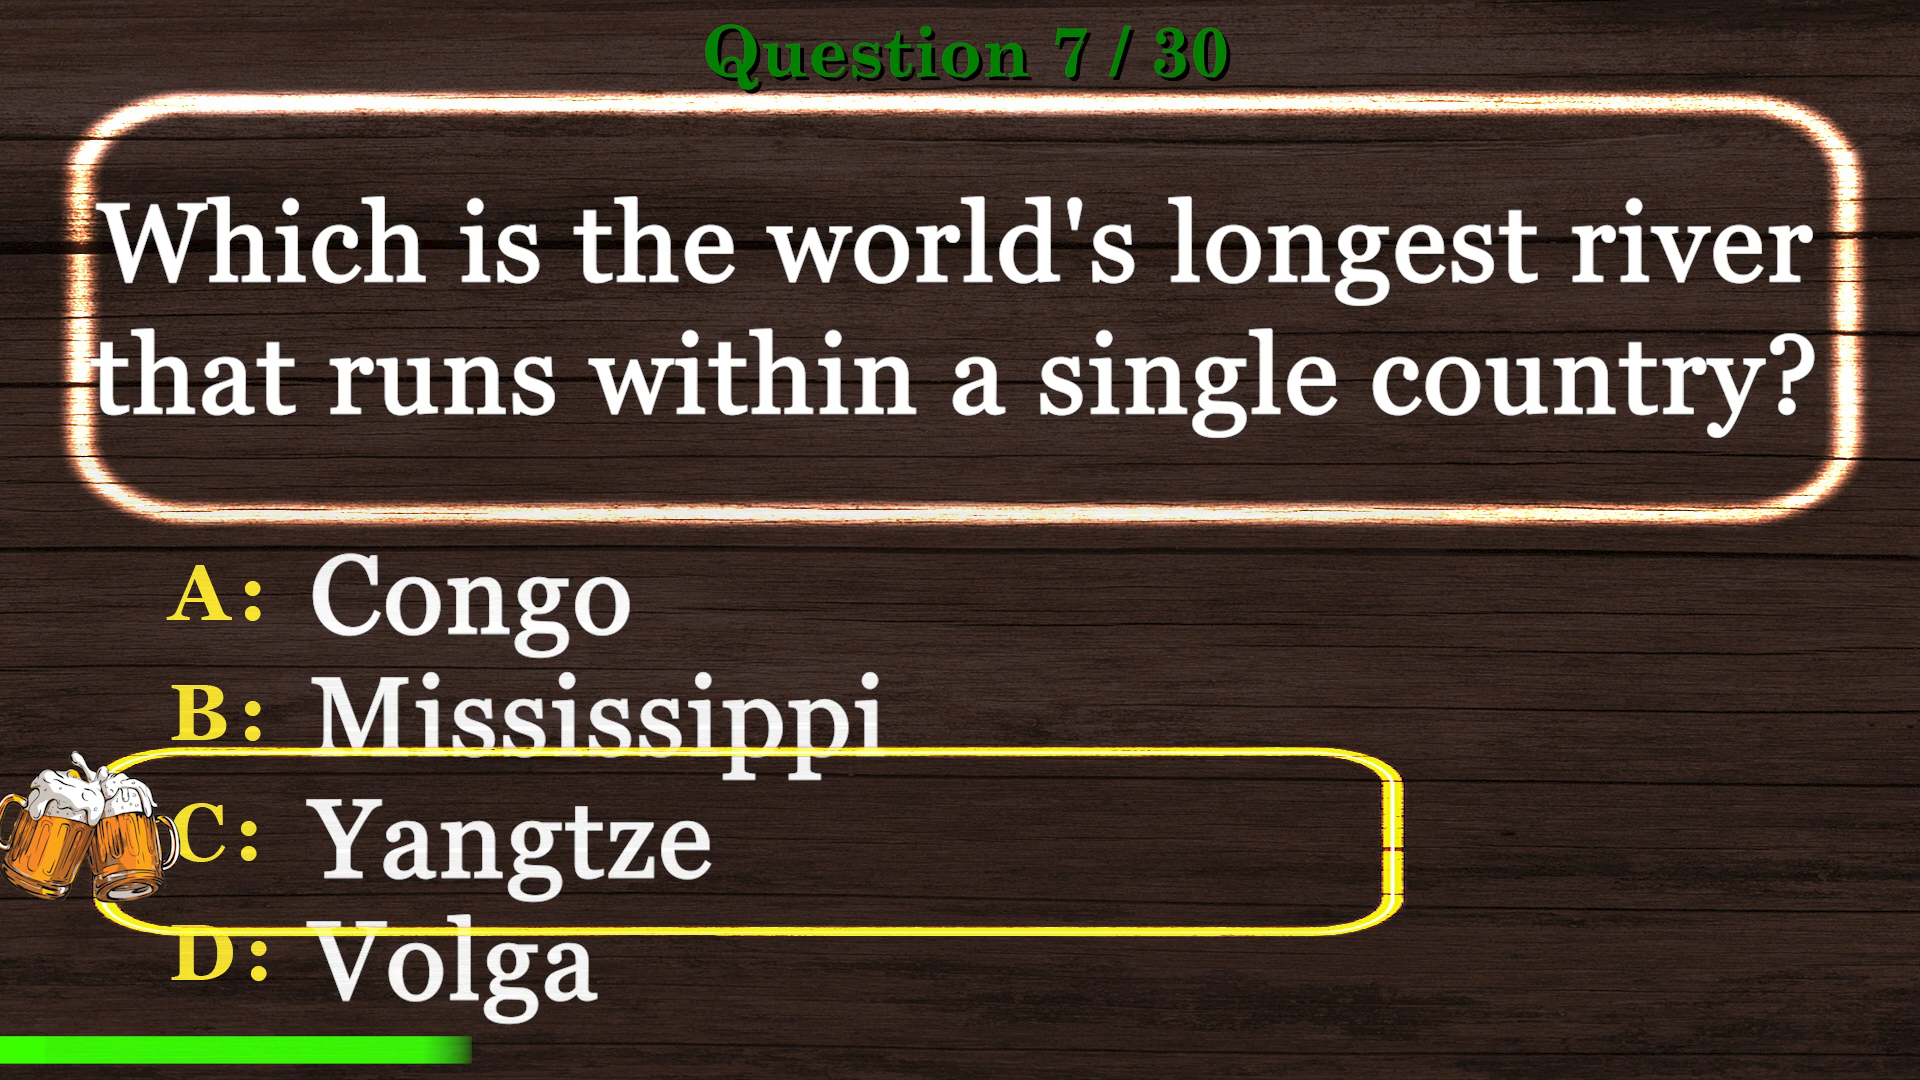 Question 7 / 30
Which is the world's longest river
that runs within a single country?
A: Congo
B: Mississippi
C: Yangtze
D: Volga